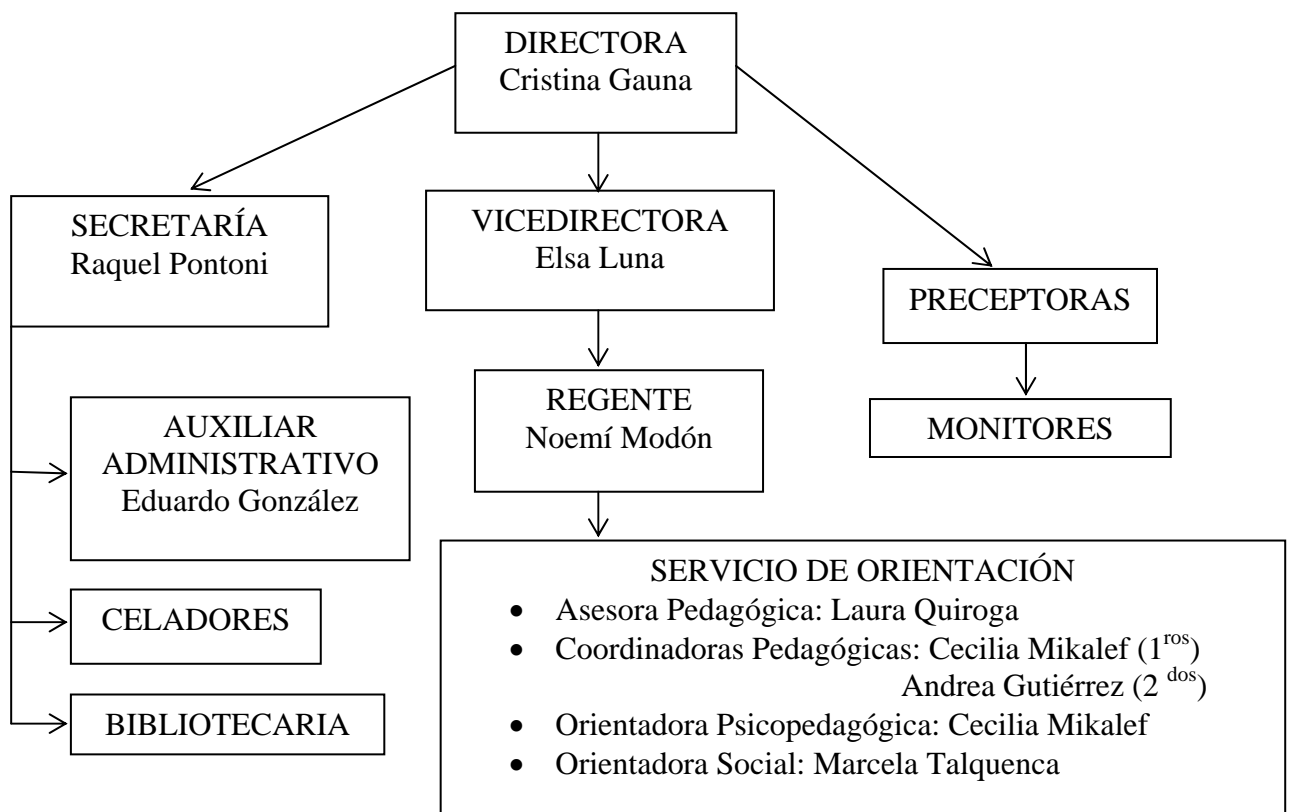 DIRECTORA
Cristina Gauna
SECRETARÍA
Raquel Pontoni
VICEDIRECTORA
Elsa Luna
PRECEPTORAS
REGENTE
Noemí Modón
MONITORES
AUXILIAR
ADMINISTRATIVO
Eduardo González
CELADORES
BIBLIOTECARIA
SERVICIO DE ORIENTACIÓN
• Asesora Pedagógica: Laura Quiroga
• Coordinadoras Pedagógicas: Cecilia Mikalef (1ros)
Andrea Gutiérrez (2 dos)
• Orientadora Psicopedagógica: Cecilia Mikalef
• Orientadora Social: Marcela Talquenca